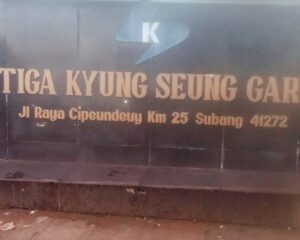 K
TIGA KYUNG SEUNG GAR
Jl Raya Cipeundeuy Km 25 Subang 41272